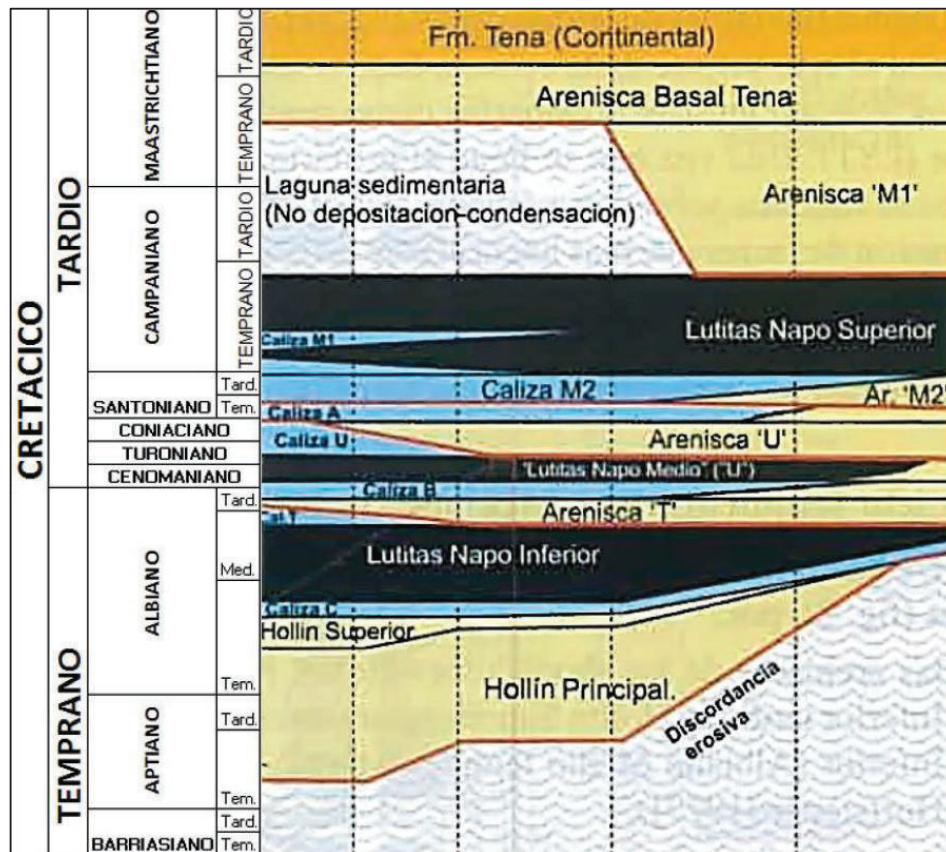 CRETACICO
TARDIO
TEMPRANO
MAASTRICHTIANO
TARDIO
TEMPRANO
CAMPANIANO
TARDIO
TEMPRANO
SANTONIANO
Tard.
Tem.
CONIACIANO
TURONIANO
CENOMANIANO
ALBIANO
Tard.
Med.
Tem.
APTIANO
Tard.
Tem.
BARRIASIANO
Tard.
Tem.
Fm. Tena (Continental)
Arenisca Basal Tena
Laguna sedimentaria
(No depositacion-condensacion)
Arenisca 'M1'
Lutitas Napo Superior
Caliza M1
Caliza M2
Ar. 'M2'
Caliza A
Arenisca 'U'
Caliza U
"Lutitas Napo Medio" ("U")
Caliza B
Arenisca 'T'
Cal T
Lutitas Napo Inferior
Caliza C
Hollin Superior
Hollín Principal.
Discordancia
erosiva